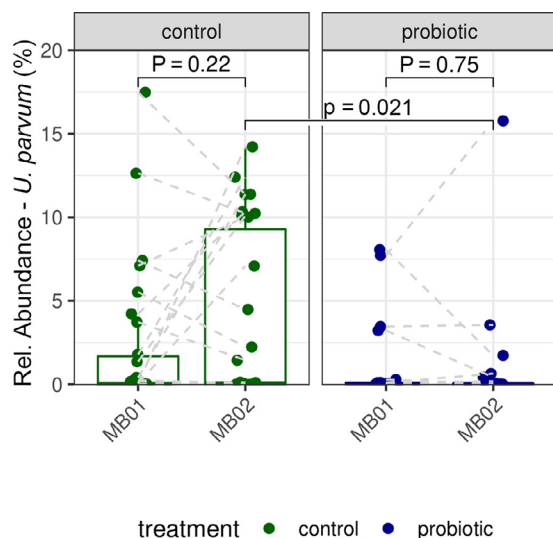 control probiotic
Rel. Abundance - U. parvum (%)
20
15
10
5
0
P = 0.22
P = 0.75
p = 0.021
MB01 MB02 MB01 MB02
treatment control probiotic